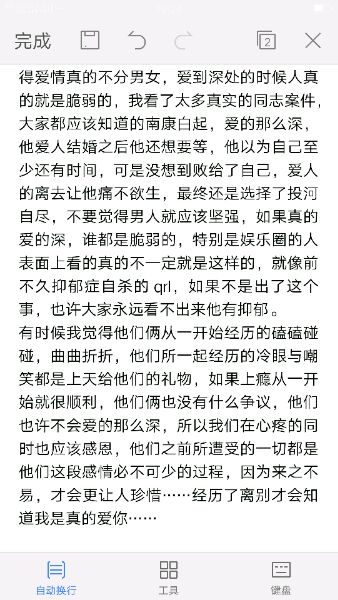 完成
2
得爱情真的不分男女，爱到深处的时候人真
的就是脆弱的，我看了太多真实的同志案件，
大家都应该知道的南康白起，爱的那么深，
他爱人结婚之后他还想要等，他以为自己至
少还有时间，可是没想到败给了自己，爱人
的离去让他痛不欲生，最终还是选择了投河
自尽，不要觉得男人就应该坚强，如果真的
爱的深，谁都是脆弱的，特别是娱乐圈的人
表面上看的真的不一定就是这样的，就像前
不久抑郁症自杀的 qrl，如果不是出了这个
事，也许大家永远看不出来他有抑郁。
有时候我觉得他们俩从一开始经历的磕磕碰
碰，曲曲折折，他们所一起经历的冷眼与嘲
笑都是上天给他们的礼物，如果上瘾从一开
始就很顺利，他们俩也没有什么争议，他们
也许不会爱的那么深，所以我们在心疼的同
时也应该感恩，他们之前所遭受的一切都是
他们这段感情必不可少的过程，因为来之不
易，才会更让人珍惜……经历了离别才会知
道我是真的爱你……
自动换行
工具
键盘